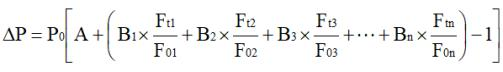 ΔP = P₀[A + (B₁×Fₜ₁/F₀₁ + B₂×Fₜ₂/F₀₂ + B₃×Fₜ₃/F₀₃ + ⋯ + Bₙ×Fₜₙ/F₀ₙ) − 1]